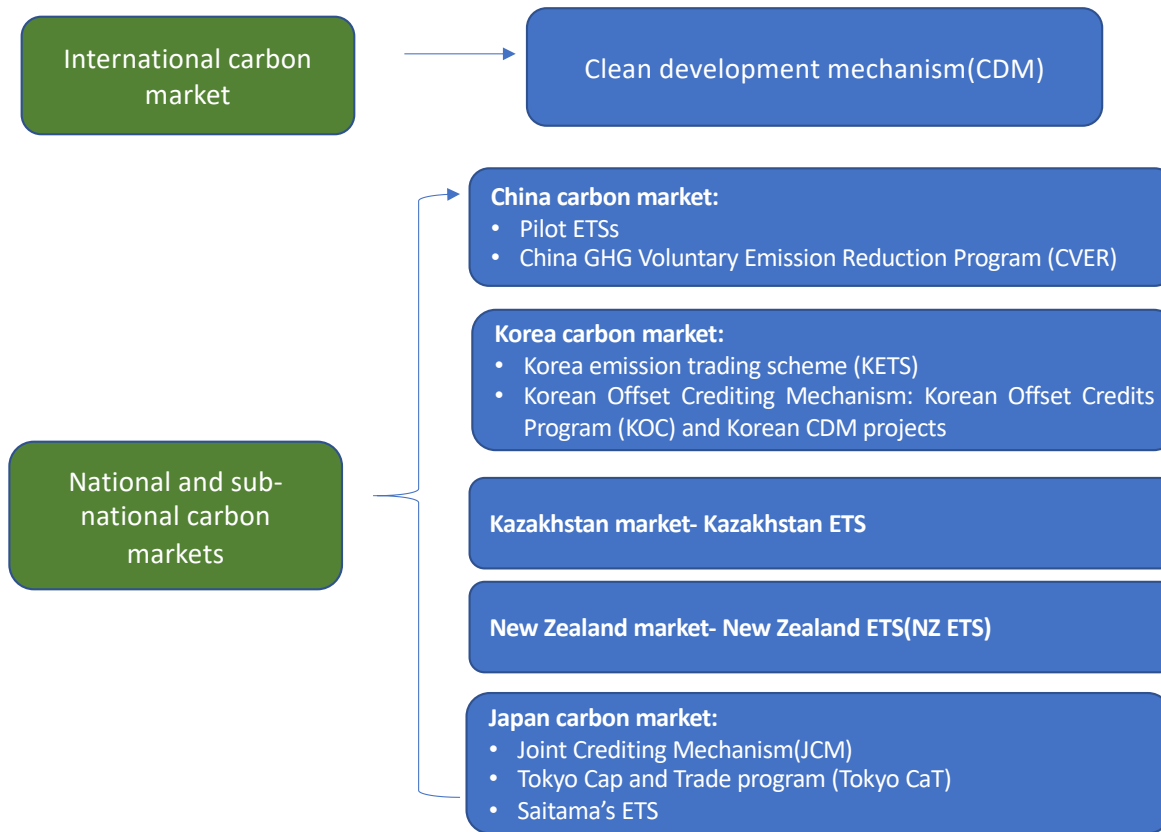 International carbon
market
Clean development mechanism(CDM)
China carbon market:
• Pilot ETSs
• China GHG Voluntary Emission Reduction Program (CVER)
Korea carbon market:
• Korea emission trading scheme (KETS)
• Korean Offset Crediting Mechanism: Korean Offset Credits
Program (KOC) and Korean CDM projects
National and sub-
national carbon
markets
Kazakhstan market- Kazakhstan ETS
New Zealand market- New Zealand ETS(NZ ETS)
Japan carbon market:
• Joint Crediting Mechanism(JCM)
• Tokyo Cap and Trade program (Tokyo CaT)
• Saitama’s ETS